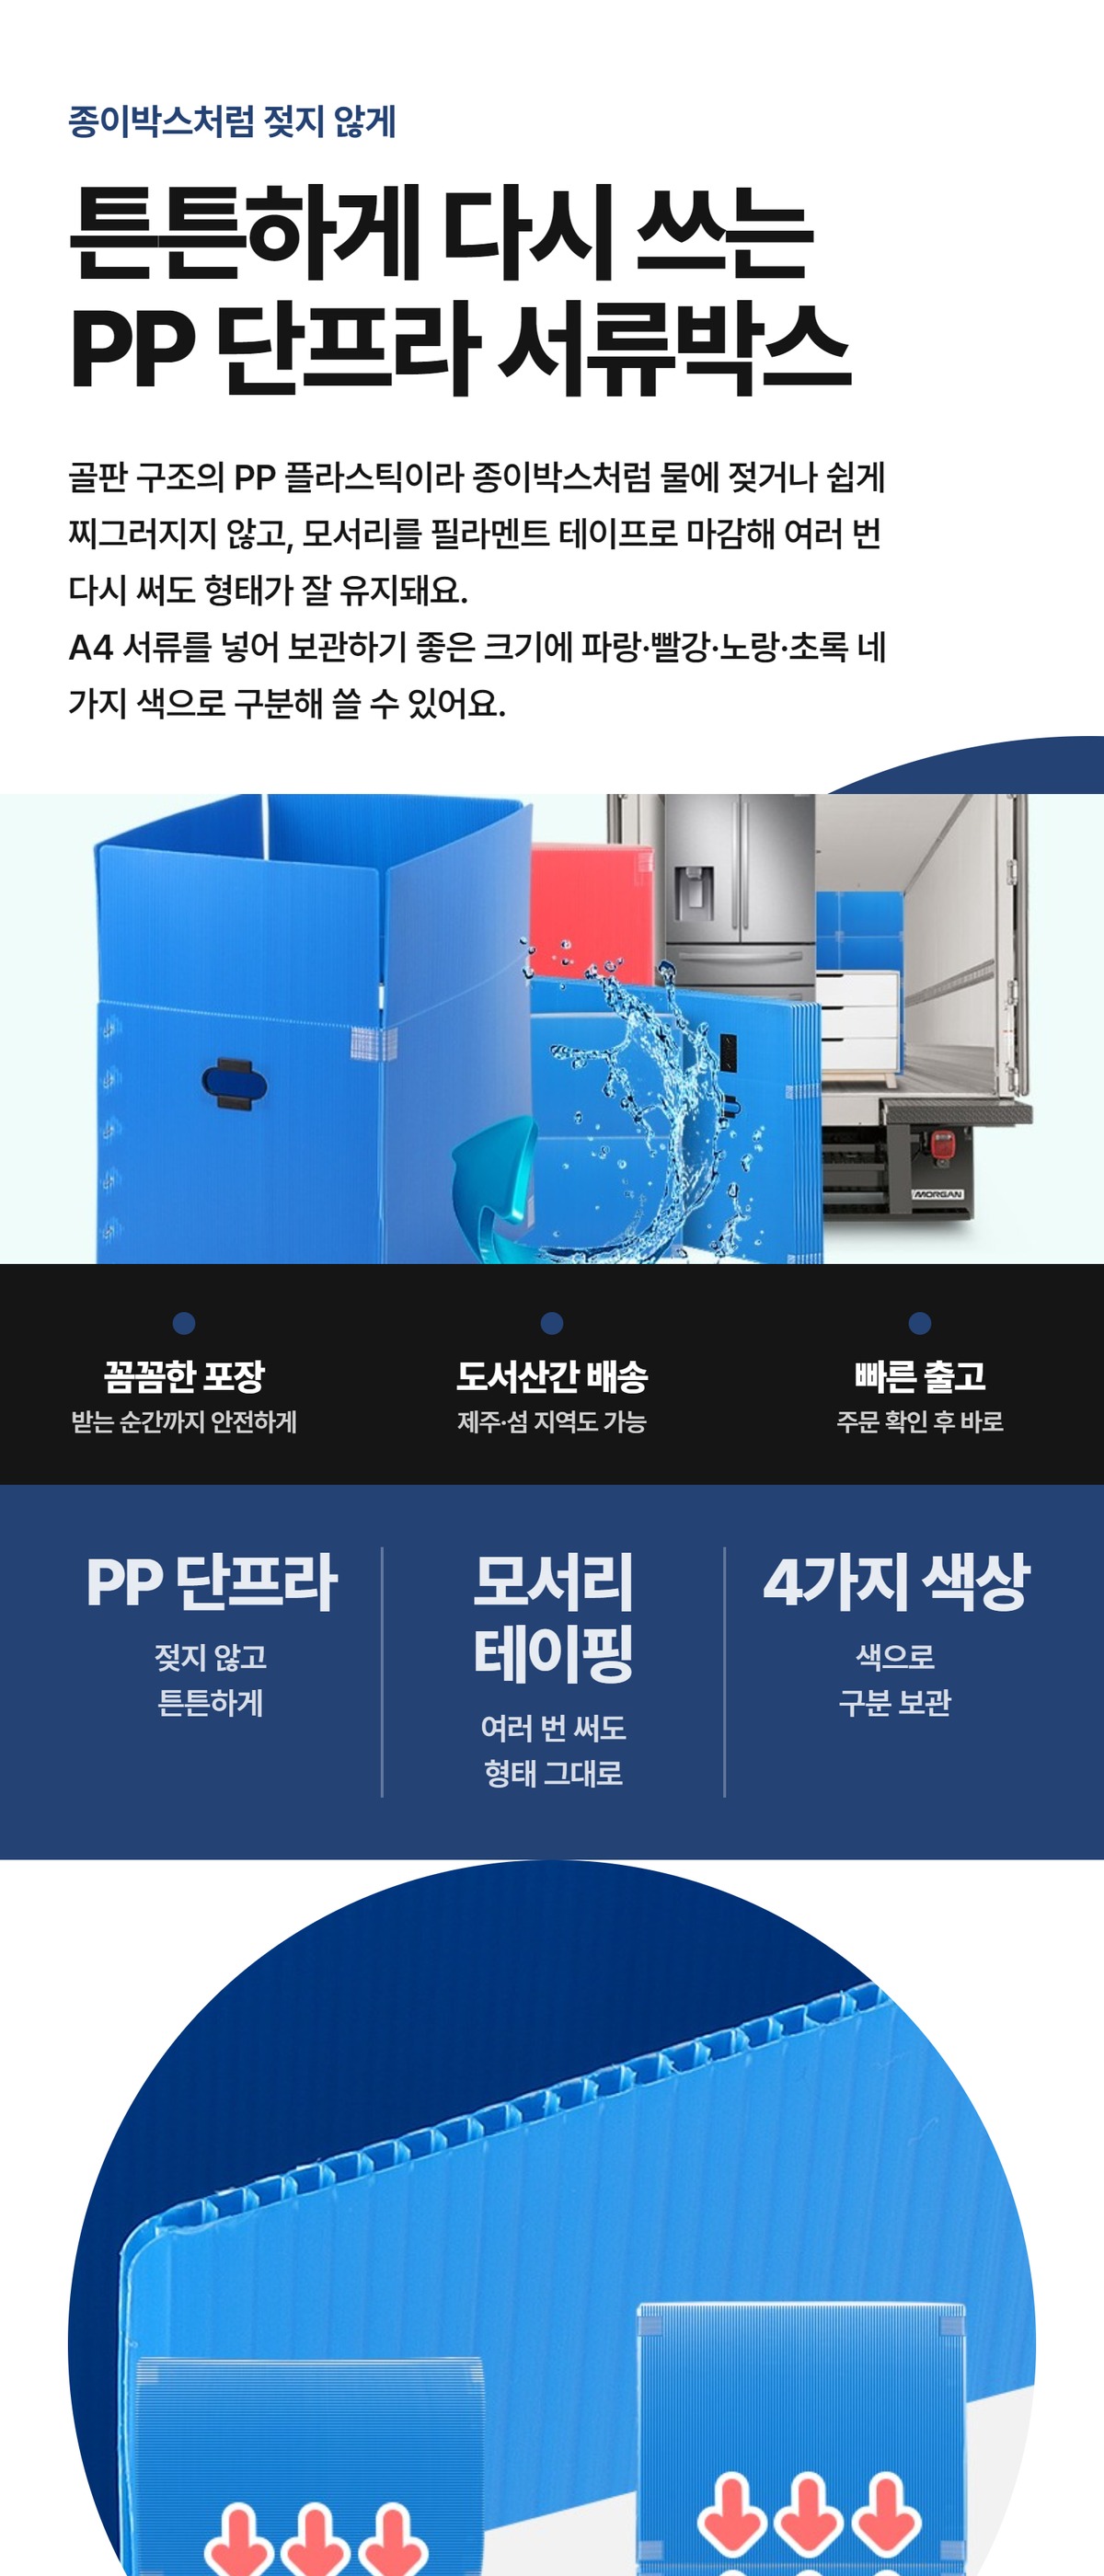 종이박스처럼 젖지 않게
튼튼하게 다시 쓰는
PP 단프라 서류박스
골판 구조의 PP 플라스틱이라 종이박스처럼 물에 젖거나 쉽게
찌그러지지 않고, 모서리를 필라멘트 테이프로 마감해 여러 번
다시 써도 형태가 잘 유지돼요.
A4 서류를 넣어 보관하기 좋은 크기에 파랑·빨강·노랑·초록 네
가지 색으로 구분해 쓸 수 있어요.
MORGAN
꼼꼼한 포장
받는 순간까지 안전하게
도서산간 배송
제주·섬 지역도 가능
빠른 출고
주문 확인 후 바로
PP 단프라
젖지 않고
튼튼하게
모서리
테이핑
여러 번 써도
형태 그대로
4가지 색상
색으로
구분 보관